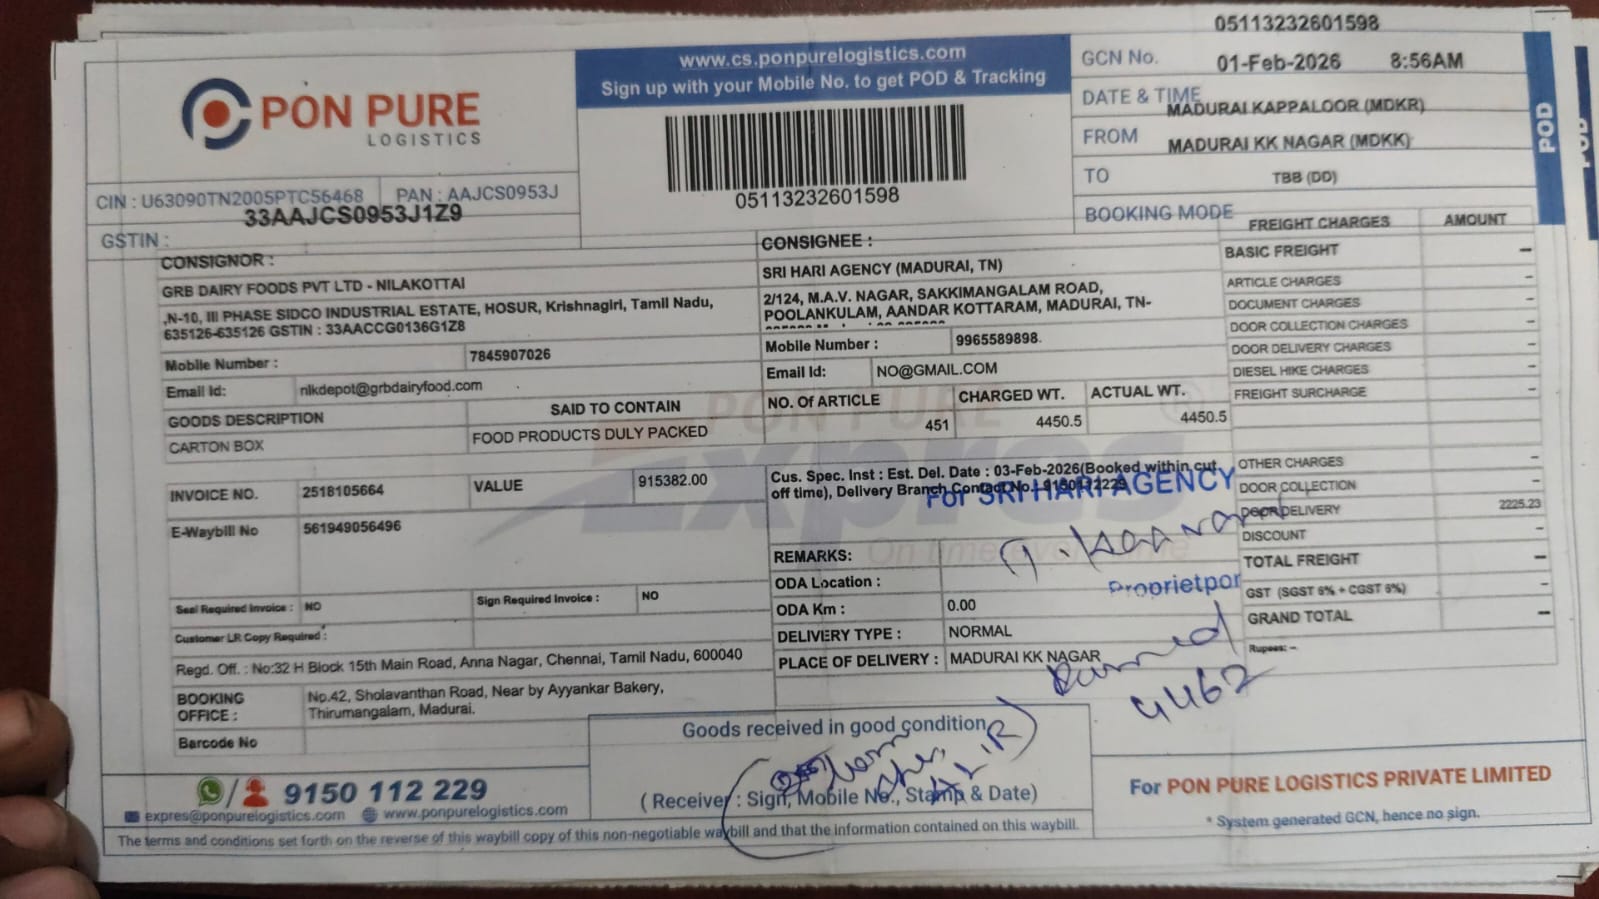 05113232601598
PON PURE
LOGISTICS
www.cs.ponpurelogistics.com
Sign up with your Mobile No. to get POD & Tracking
05113232601598
GCN No.
01-Feb-2026 8:56AM
DATE & TIME
MADURAI KAPPALOOR (MDKR)
FROM
MADURAI KK NAGAR (MDKK)
TO
TBB (DD)
BOOKING MODE
POD
POD
CIN : U63090TN2005PTC56468 PAN : AAJCS0953J
33AAJCS0953J1Z9
GSTIN :
CONSIGNOR :
GRB DAIRY FOODS PVT LTD - NILAKOTTAI
,N-10, III PHASE SIDCO INDUSTRIAL ESTATE, HOSUR, Krishnagiri, Tamil Nadu,
635126-635126 GSTIN : 33AACCG0136G1Z8
Mobile Number : 7845907026
Email Id: nlkdepot@grbdairyfood.com
GOODS DESCRIPTION SAID TO CONTAIN
CARTON BOX FOOD PRODUCTS DULY PACKED
INVOICE NO. 2518105664 VALUE 915382.00
E-Waybill No 561949056496
Seal Required Invoice : NO Sign Required Invoice : NO
Customer LR Copy Required :
Regd. Off. : No:32 H Block 15th Main Road, Anna Nagar, Chennai, Tamil Nadu, 600040
BOOKING OFFICE : No.42, Sholavanthan Road, Near by Ayyankar Bakery,
Thirumangalam, Madurai.
Barcode No
CONSIGNEE :
SRI HARI AGENCY (MADURAI, TN)
2/124, M.A.V. NAGAR, SAKKIMANGALAM ROAD,
POOLANKULAM, AANDAR KOTTARAM, MADURAI, TN-
Mobile Number : 9965589898.
Email Id: NO@GMAIL.COM
NO. Of ARTICLE CHARGED WT. ACTUAL WT.
451 4450.5 4450.5
PON PURE
Expres
On time
Cus. Spec. Inst : Est. Del. Date : 03-Feb-2026(Booked within cut
off time), Delivery Branch Contact No. : 9150112229
For SRI HARI AGENCY
Proprietpor
REMARKS:
ODA Location :
ODA Km : 0.00
DELIVERY TYPE : NORMAL
PLACE OF DELIVERY : MADURAI KK NAGAR
9462
FREIGHT CHARGES AMOUNT
BASIC FREIGHT –
ARTICLE CHARGES –
DOCUMENT CHARGES –
DOOR COLLECTION CHARGES –
DOOR DELIVERY CHARGES –
DIESEL HIKE CHARGES –
FREIGHT SURCHARGE –
OTHER CHARGES –
DOOR COLLECTION –
DOOR DELIVERY 2225.23
DISCOUNT –
TOTAL FREIGHT –
GST (SGST 6% + CGST 6%) –
GRAND TOTAL –
Rupees: –
Goods received in good condition
(Receiver : Sign, Mobile No., Stamp & Date)
9150 112 229
expres@ponpurelogistics.com www.ponpurelogistics.com
For PON PURE LOGISTICS PRIVATE LIMITED
* System generated GCN, hence no sign.
The terms and conditions set forth on the reverse of this waybill copy of this non-negotiable waybill and that the information contained on this waybill.